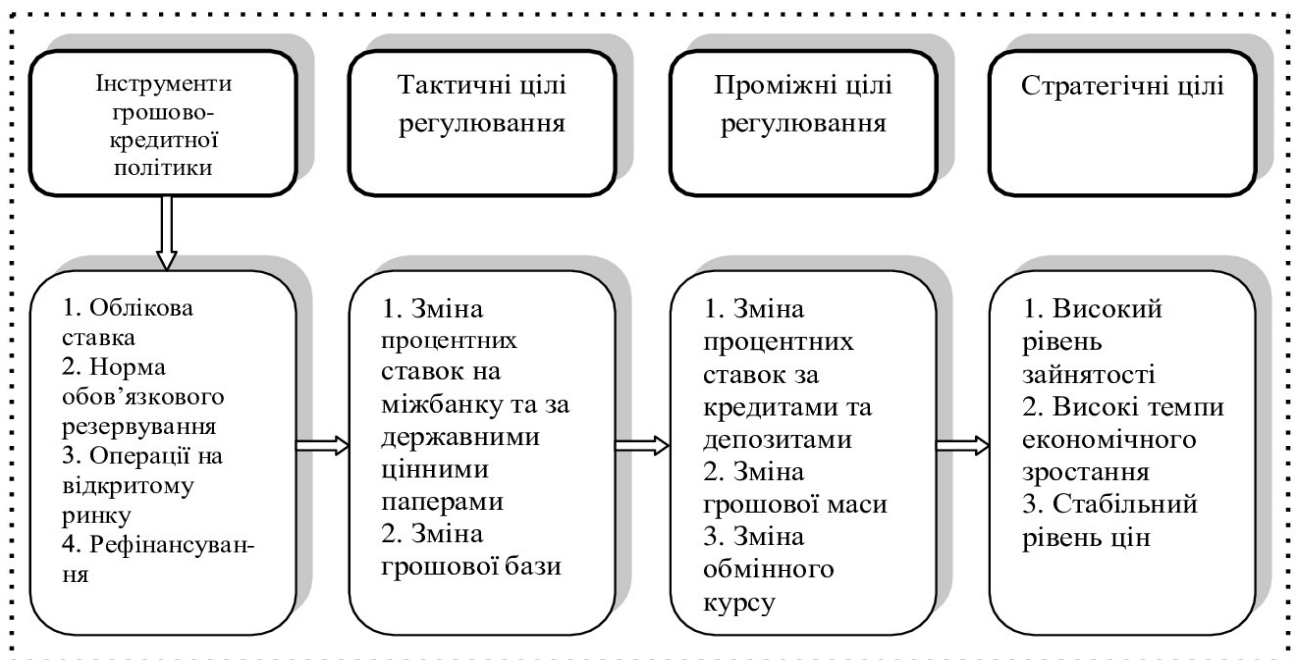 Інструменти
грошово-
кредитної
політики
Тактичні цілі
регулювання
Проміжні цілі
регулювання
Стратегічні цілі
1. Облікова
ставка
2. Норма
обов’язкового
резервування
3. Операції на
відкритому
ринку
4. Рефінансуван-
ня
1. Зміна
процентних
ставок на
міжбанку та за
державними
цінними
паперами
2. Зміна
грошової бази
1. Зміна
процентних
ставок за
кредитами та
депозитами
2. Зміна
грошової маси
3. Зміна
обмінного
курсу
1. Високий
рівень
зайнятості
2. Високі темпи
економічного
зростання
3. Стабільний
рівень цін